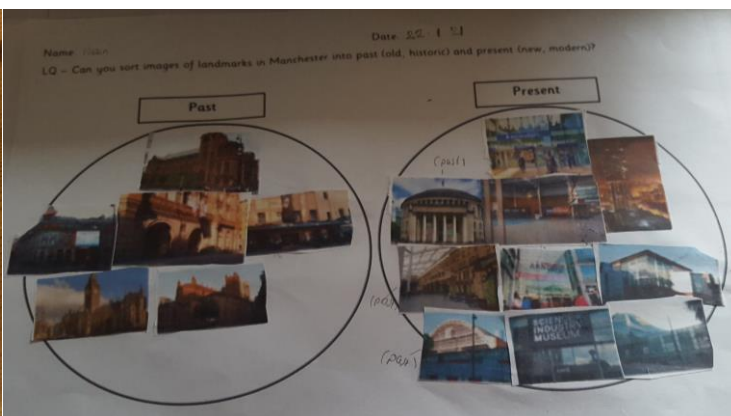 Date: 22 . 1 21
Name:
LQ – Can you sort images of landmarks in Manchester into past (old, historic) and present (new, modern)?
Past
Present
(past)
(past)
(past)
SCIENCE
INDUSTRY
MUSEUM